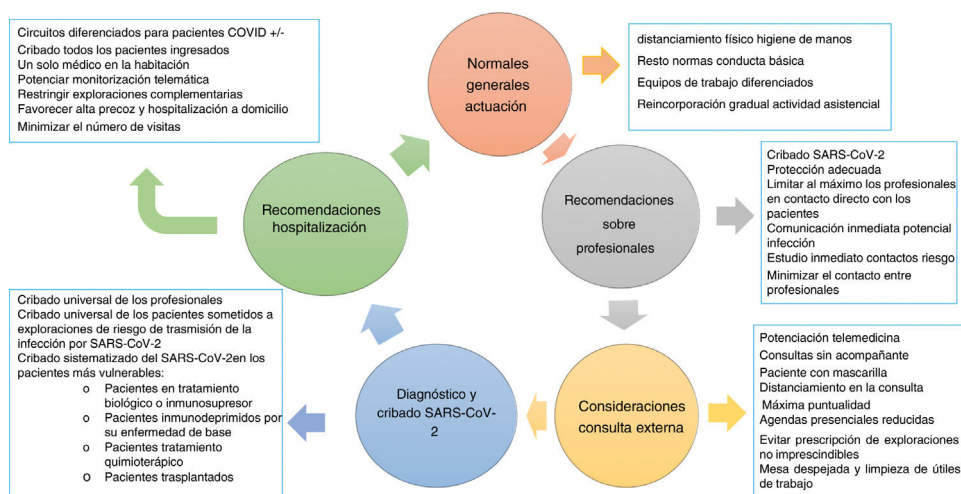 Circuitos diferenciados para pacientes COVID +/-
Cribado todos los pacientes ingresados
Un solo médico en la habitación
Potenciar monitorización telemática
Restringir exploraciones complementarias
Favorecer alta precoz y hospitalización a domicilio
Minimizar el número de visitas
Normales
generales
actuación
distanciamiento físico higiene de manos
Resto normas conducta básica
Equipos de trabajo diferenciados
Reincorporación gradual actividad asistencial
Recomendaciones
hospitalización
Recomendaciones
sobre
profesionales
Cribado SARS-CoV-2
Protección adecuada
Limitar al máximo los profesionales
en contacto directo con los
pacientes
Comunicación inmediata potencial
infección
Estudio inmediato contactos riesgo
Minimizar el contacto entre
profesionales
Cribado universal de los profesionales
Cribado universal de los pacientes sometidos a
exploraciones de riesgo de trasmisión de la
infección por SARS-CoV-2
Cribado sistematizado del SARS-CoV-2en los
pacientes más vulnerables:
o Pacientes en tratamiento
biológico o inmunosupresor
o Pacientes inmunodeprimidos por
su enfermedad de base
o Pacientes tratamiento
quimioterápico
o Pacientes trasplantados
Diagnóstico y
cribado SARS-CoV-
2
Consideraciones
consulta externa
Potenciación telemedicina
Consultas sin acompañante
Paciente con mascarilla
Distanciamiento en la consulta
Máxima puntualidad
Agendas presenciales reducidas
Evitar prescripción de exploraciones
no imprescindibles
Mesa despejada y limpieza de útiles
de trabajo